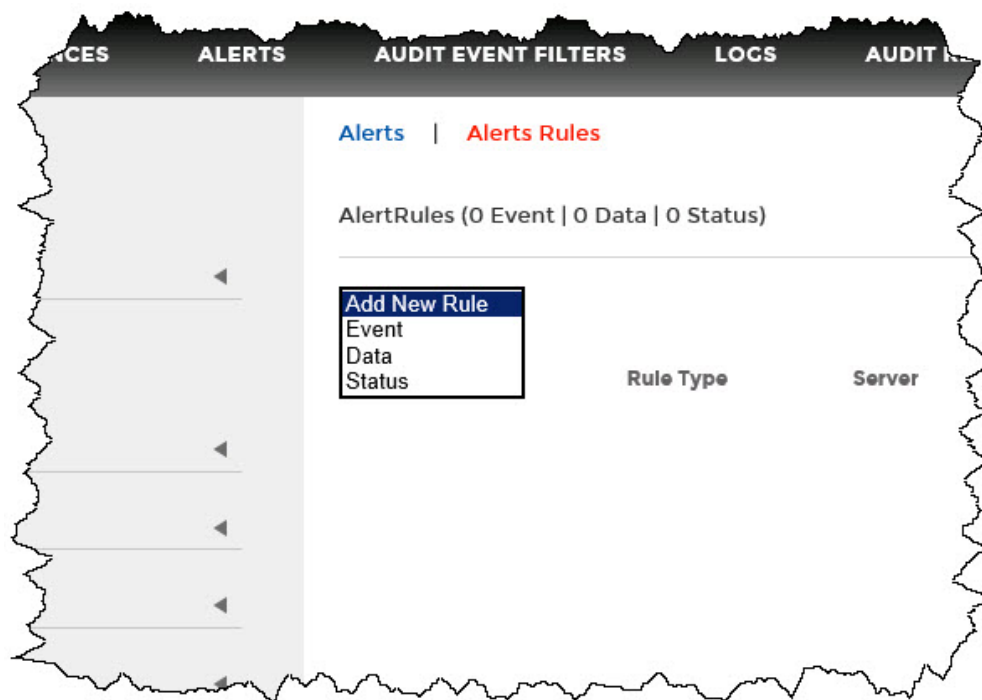 ALERTS AUDIT EVENT FILTERS LOGS AUDIT
Alerts | Alerts Rules
AlertRules (0 Event | 0 Data | 0 Status)
Add New Rule
Event
Data
Status
Rule Type Server